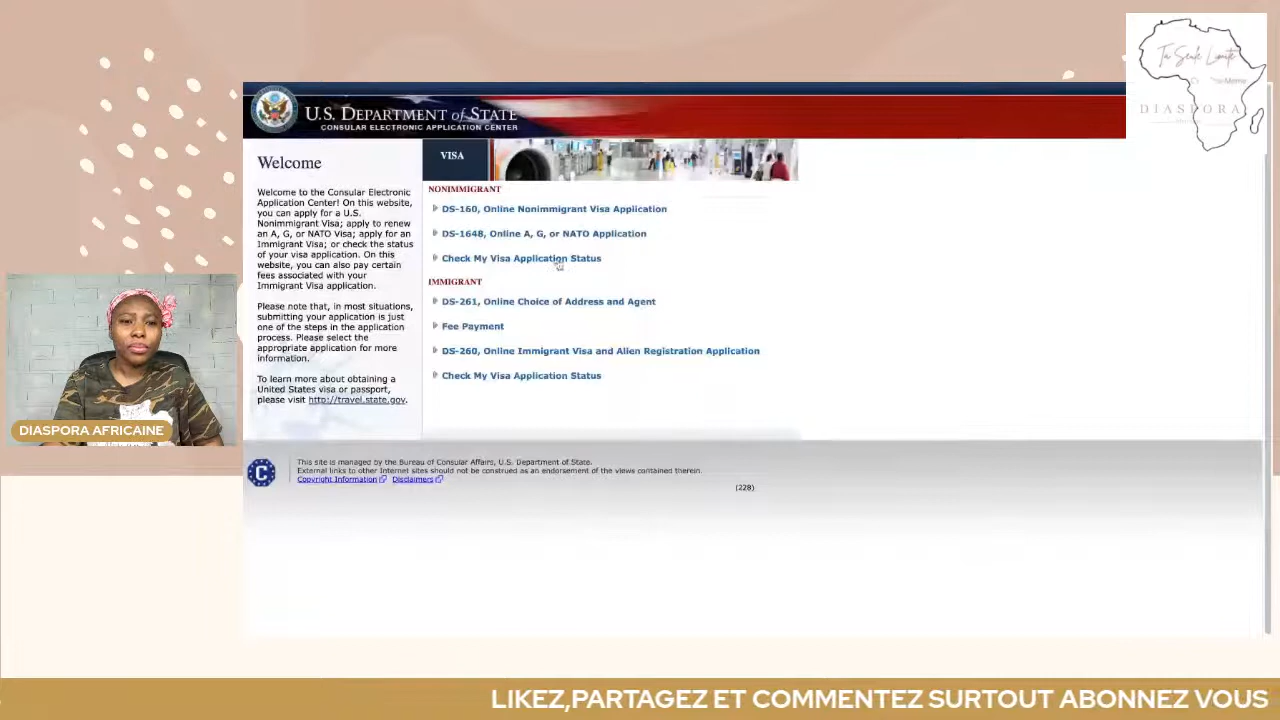 Ta Seule Limite
Meme
DIASPORA
U.S. DEPARTMENT of STATE
CONSULAR ELECTRONIC APPLICATION CENTER
Welcome
Welcome to the Consular Electronic
Application Center! On this website,
you can apply for a U.S.
Nonimmigrant Visa; apply to renew
an A, G, or NATO Visa; apply for an
Immigrant Visa; or check the status
of your visa application. On this
website, you can also pay certain
fees associated with your
Immigrant Visa application.
Please note that, in most situations,
submitting your application is just
one of the steps in the application
process. Please select the
appropriate application for more
information.
To learn more about obtaining a
United States visa or passport,
please visit http://travel.state.gov.
VISA
NONIMMIGRANT
DS-160, Online Nonimmigrant Visa Application
DS-1648, Online A, G, or NATO Application
Check My Visa Application Status
IMMIGRANT
DS-261, Online Choice of Address and Agent
Fee Payment
DS-260, Online Immigrant Visa and Alien Registration Application
Check My Visa Application Status
DIASPORA AFRICAINE
C
This site is managed by the Bureau of Consular Affairs, U.S. Department of State.
External links to other Internet sites should not be construed as an endorsement of the views contained therein.
Copyright Information Disclaimers
(228)
LIKEZ,PARTAGEZ ET COMMENTEZ SURTOUT ABONNEZ VOUS